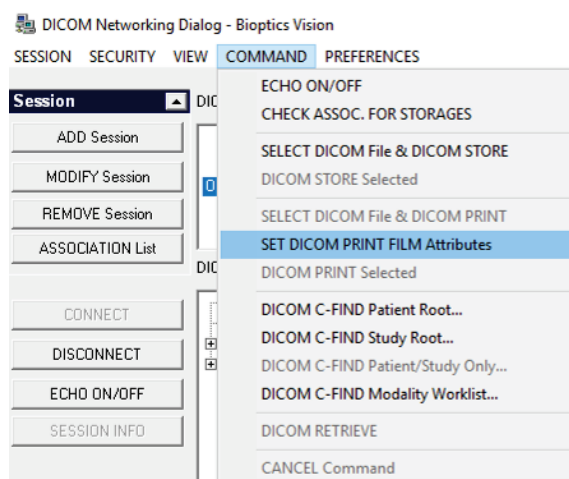 DICOM Networking Dialog - Bioptics Vision
SESSION SECURITY VIEW COMMAND PREFERENCES
Session
DIC
ADD Session
MODIFY Session
REMOVE Session
ASSOCIATION List
DIC
CONNECT
DISCONNECT
ECHO ON/OFF
SESSION INFO
ECHO ON/OFF
CHECK ASSOC. FOR STORAGES
SELECT DICOM File & DICOM STORE
DICOM STORE Selected
SELECT DICOM File & DICOM PRINT
SET DICOM PRINT FILM Attributes
DICOM PRINT Selected
DICOM C-FIND Patient Root...
DICOM C-FIND Study Root...
DICOM C-FIND Patient/Study Only...
DICOM C-FIND Modality Worklist...
DICOM RETRIEVE
CANCEL Command